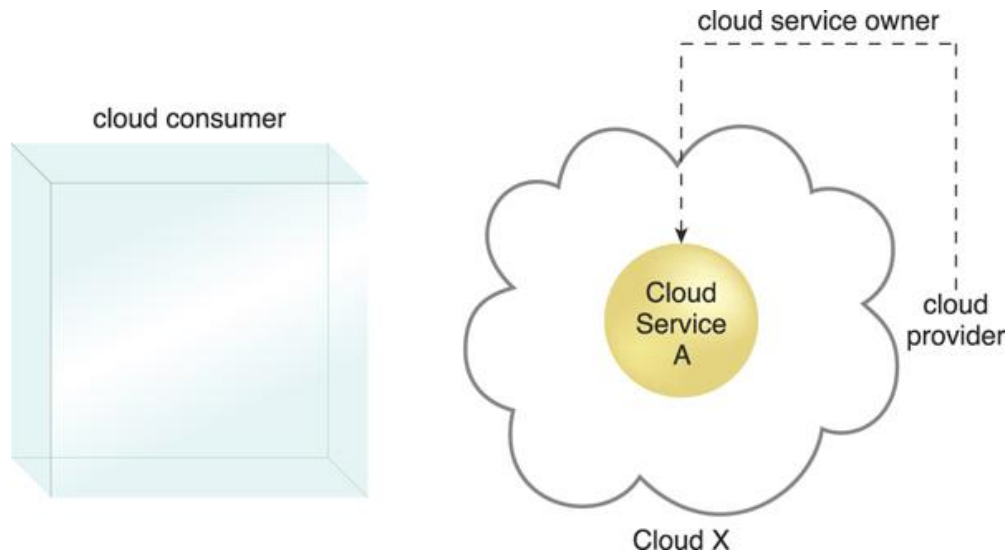 cloud service owner
cloud consumer
Cloud
Service
A
cloud
provider
Cloud X